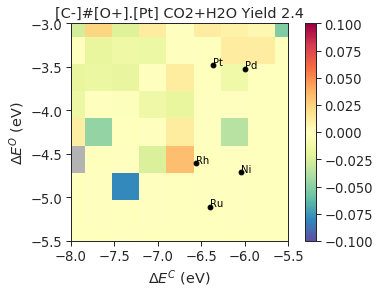 [C-]#[O+].[Pt] CO2+H2O Yield 2.4
−3.0
−3.5
−4.0
−4.5
−5.0
−5.5
ΔE^O (eV)
Pt
Pd
Rh
Ni
Ru
−8.0 −7.5 −7.0 −6.5 −6.0 −5.5
ΔE^C (eV)
0.100
0.075
0.050
0.025
0.000
−0.025
−0.050
−0.075
−0.100